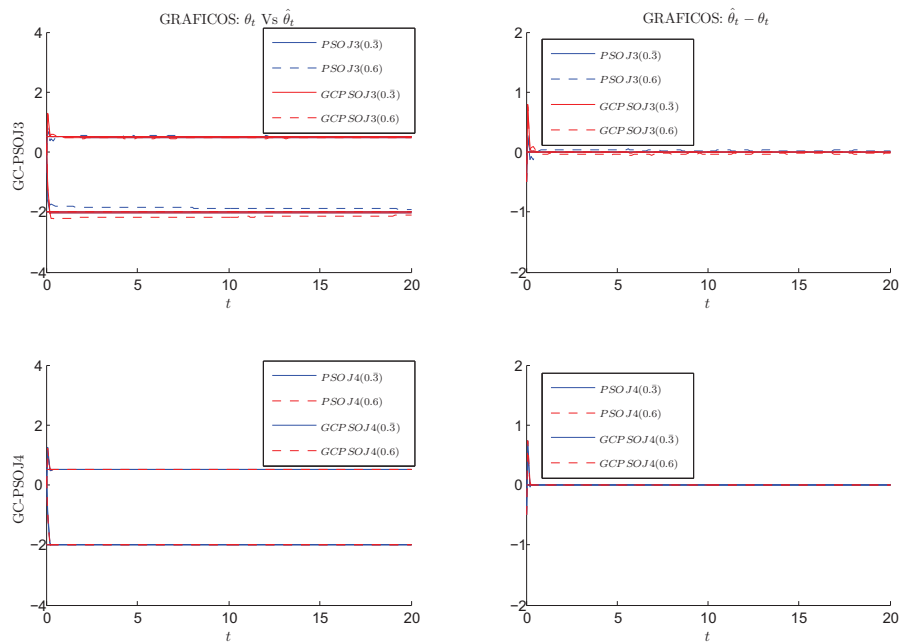 GRAFICOS: θ_t Vs θ̂_t
4
2
0
−2
−4
GC-PSOJ3
0 5 10 15 20
t
PSOJ3(0.3̄)
PSOJ3(0.6)
GCPSOJ3(0.3̄)
GCPSOJ3(0.6)
GRAFICOS: θ̂_t − θ_t
2
1
0
−1
−2
0 5 10 15 20
t
PSOJ3(0.3̄)
PSOJ3(0.6)
GCPSOJ3(0.3̄)
GCPSOJ3(0.6)
4
2
0
−2
−4
GC-PSOJ4
0 5 10 15 20
t
PSOJ4(0.3̄)
PSOJ4(0.6)
GCPSOJ4(0.3̄)
GCPSOJ4(0.6)
2
1
0
−1
−2
0 5 10 15 20
t
PSOJ4(0.3̄)
PSOJ4(0.6)
GCPSOJ4(0.3̄)
GCPSOJ4(0.6)